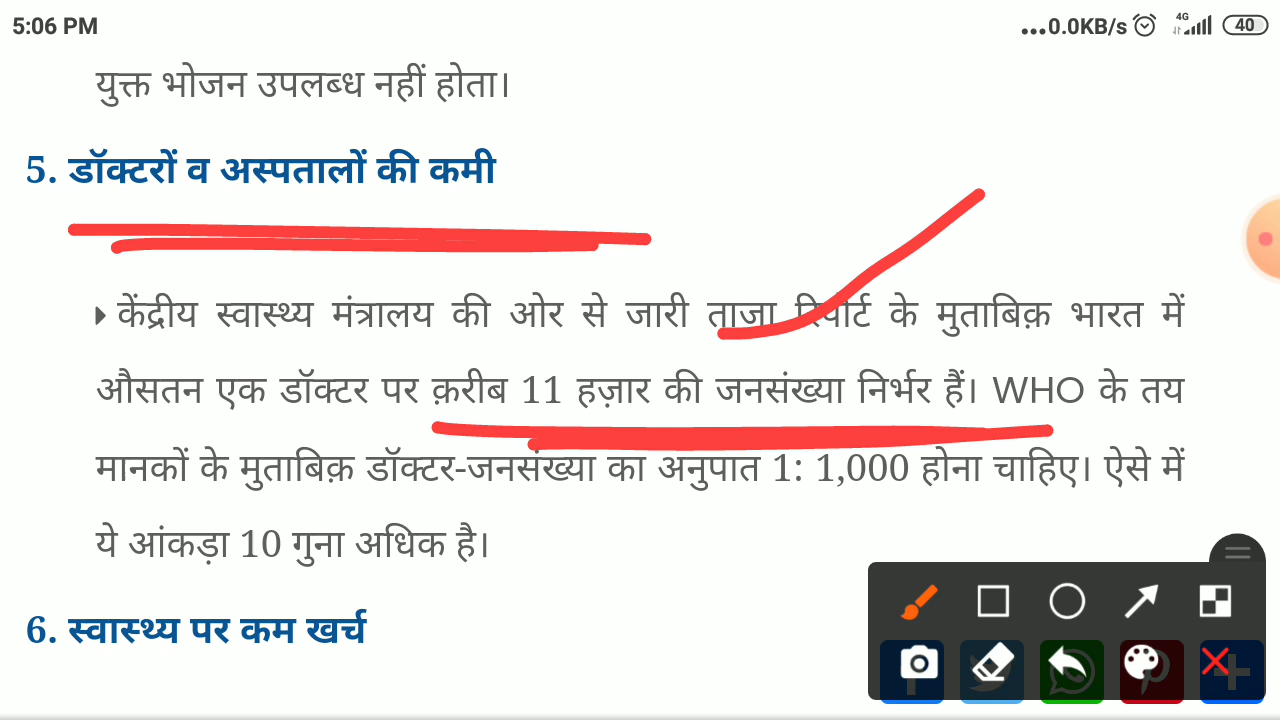 5:06 PM
...0.0KB/s 4G 40
युक्त भोजन उपलब्ध नहीं होता।
5. डॉक्टरों व अस्पतालों की कमी
केंद्रीय स्वास्थ्य मंत्रालय की ओर से जारी ताजा रिपोर्ट के मुताबिक़ भारत में
औसतन एक डॉक्टर पर क़रीब 11 हज़ार की जनसंख्या निर्भर हैं। WHO के तय
मानकों के मुताबिक़ डॉक्टर-जनसंख्या का अनुपात 1: 1,000 होना चाहिए। ऐसे में
ये आंकड़ा 10 गुना अधिक है।
6. स्वास्थ्य पर कम खर्च